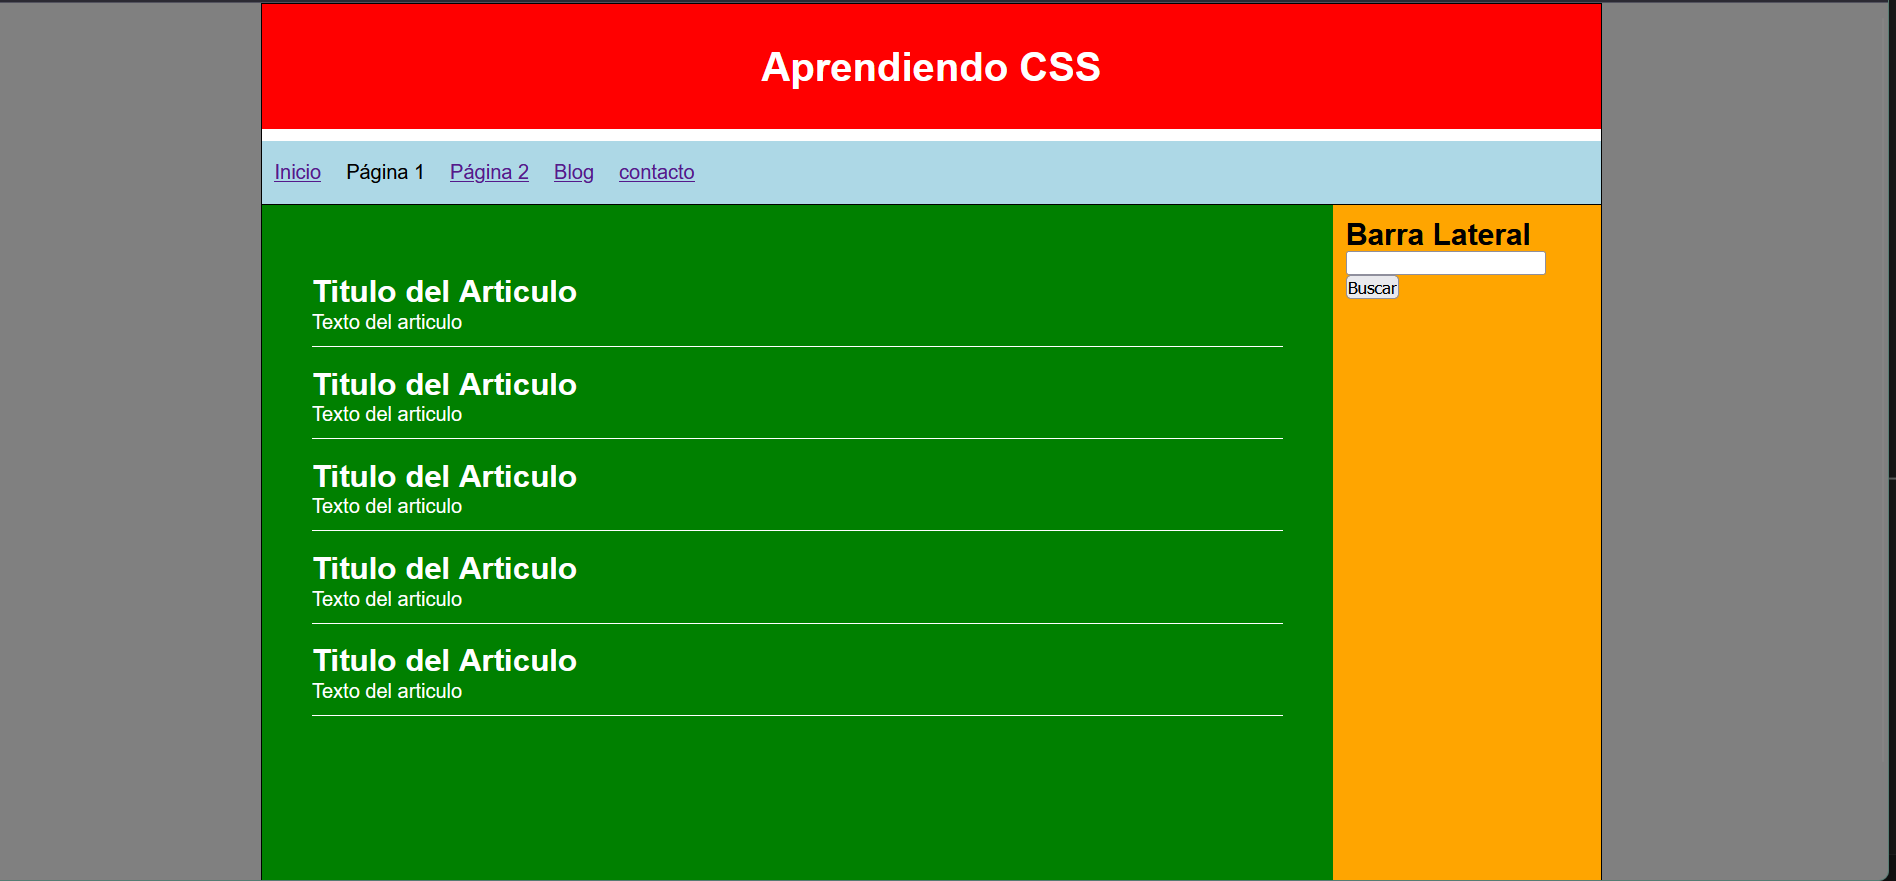 Aprendiendo CSS
Inicio Página 1 Página 2 Blog contacto
Titulo del Articulo
Texto del articulo
Titulo del Articulo
Texto del articulo
Titulo del Articulo
Texto del articulo
Titulo del Articulo
Texto del articulo
Titulo del Articulo
Texto del articulo
Barra Lateral
Buscar